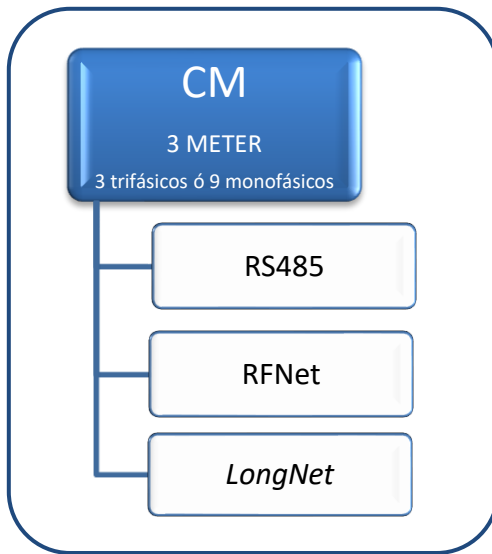 CM
3 METER
3 trifásicos ó 9 monofásicos
RS485
RFNet
LongNet